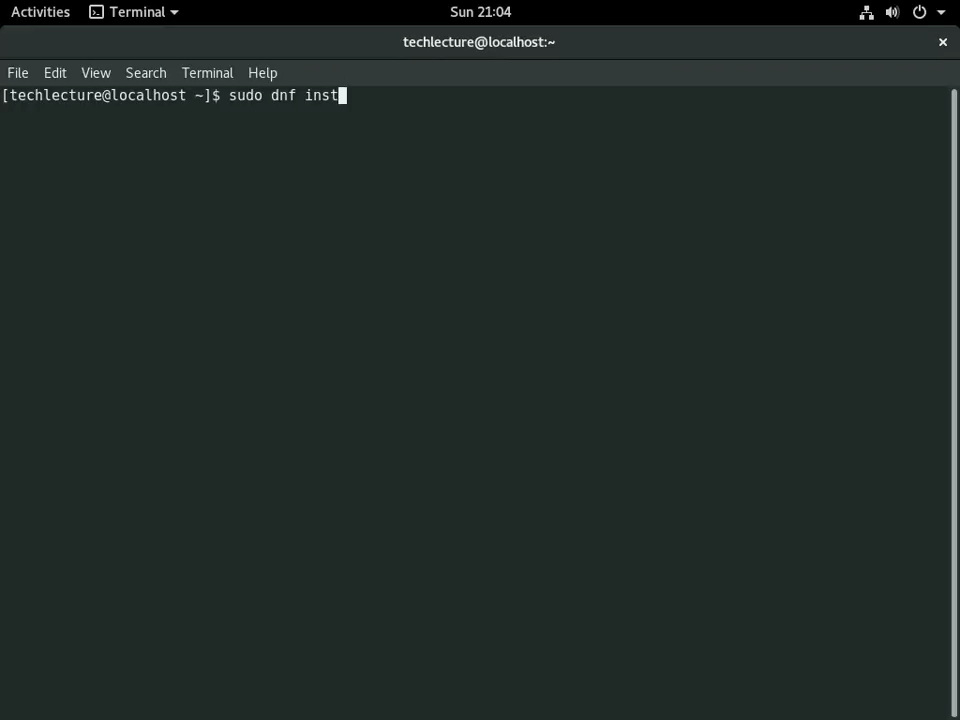 Activities Terminal Sun 21:04
techlecture@localhost:~ ×
File Edit View Search Terminal Help
[techlecture@localhost ~]$ sudo dnf inst